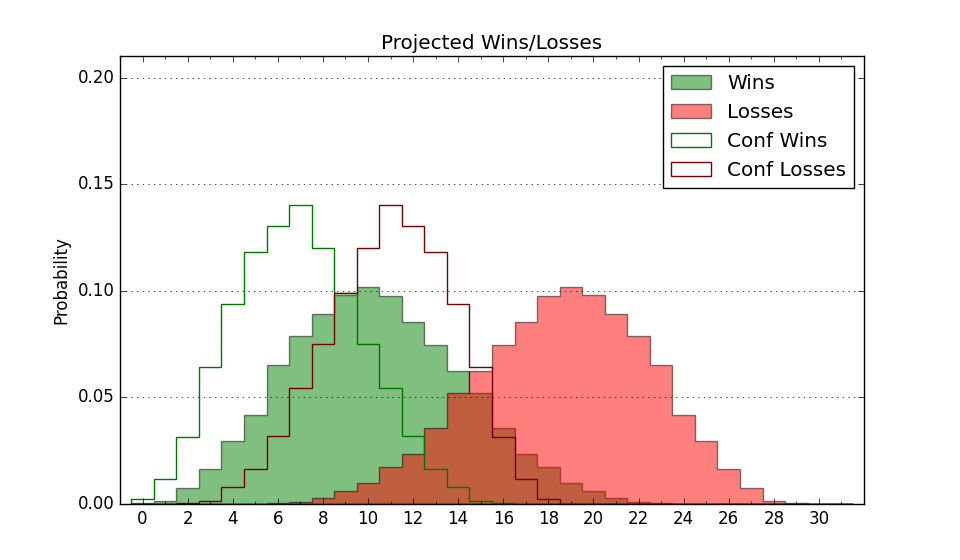 Projected Wins/Losses
0.20
0.15
0.10
0.05
0.00
Probability
Wins
Losses
Conf Wins
Conf Losses
0 2 4 6 8 10 12 14 16 18 20 22 24 26 28 30